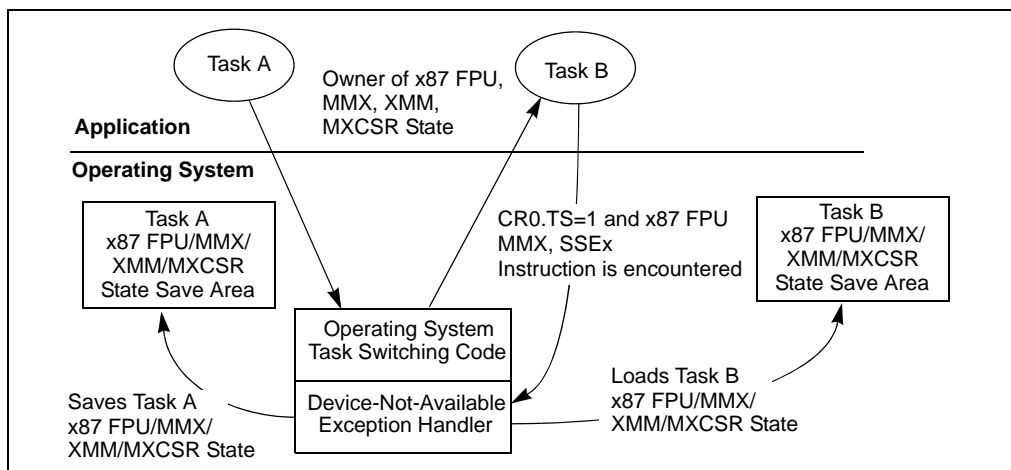 Task A
Owner of x87 FPU,
MMX, XMM,
MXCSR State
Task B
Application
Operating System
Task A
x87 FPU/MMX/
XMM/MXCSR
State Save Area
CR0.TS=1 and x87 FPU
MMX, SSEx
Instruction is encountered
Task B
x87 FPU/MMX/
XMM/MXCSR
State Save Area
Operating System
Task Switching Code
Device-Not-Available
Exception Handler
Saves Task A
x87 FPU/MMX/
XMM/MXCSR State
Loads Task B
x87 FPU/MMX/
XMM/MXCSR State